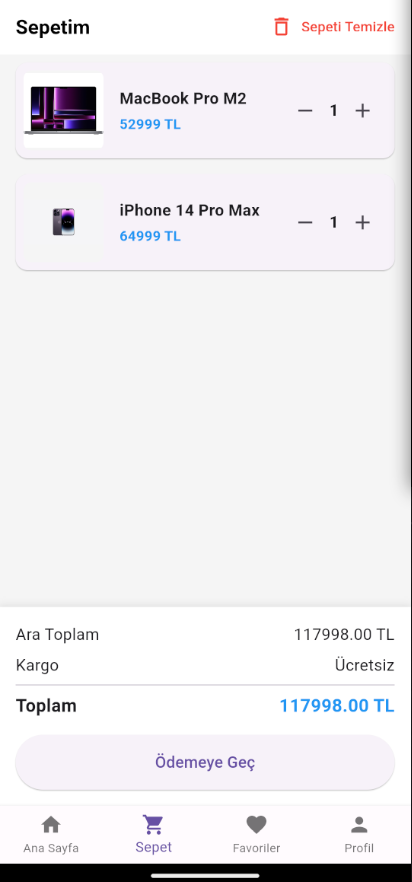 Sepetim
Sepeti Temizle
MacBook Pro M2
52999 TL
1
iPhone 14 Pro Max
64999 TL
1
Ara Toplam 117998.00 TL
Kargo Ücretsiz
Toplam 117998.00 TL
Ödemeye Geç
Ana Sayfa Sepet Favoriler Profil